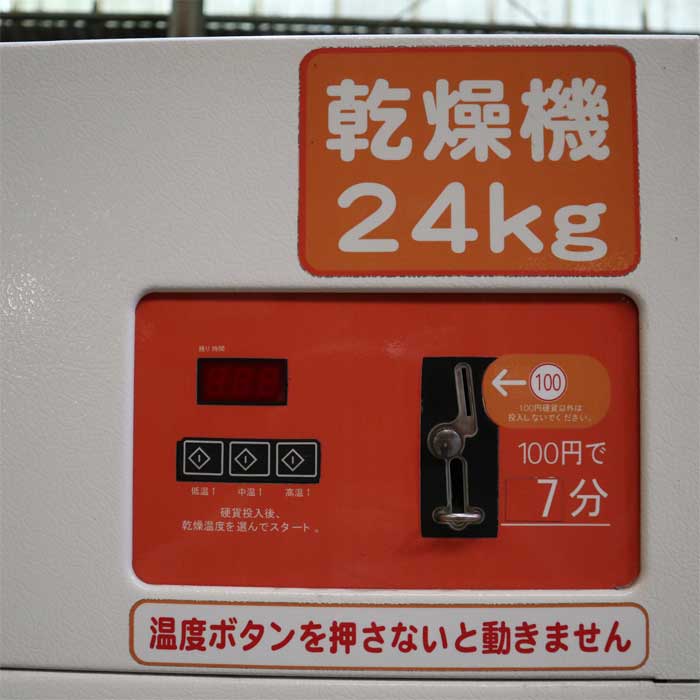 乾燥機
24kg
残り時間
低温↑ 中温↑ 高温↑
硬貨投入後、
乾燥温度を選んでスタート。
← 100
100円硬貨以外は
投入しないでください。
100円で
7分
温度ボタンを押さないと動きません